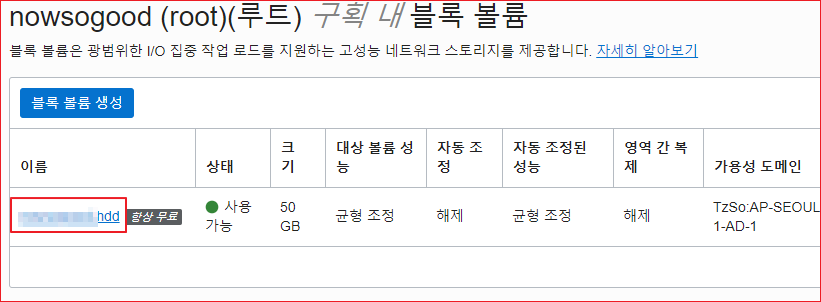 nowsogood (root)(루트) 구획 내 블록 볼륨
블록 볼륨은 광범위한 I/O 집중 작업 로드를 지원하는 고성능 네트워크 스토리지를 제공합니다. 자세히 알아보기
블록 볼륨 생성
이름
상태
크
기
대상 볼륨 성
능
자동 조
정
자동 조정된
성능
영역 간 복
제
가용성 도메인
hdd 항상 무료
사용
가능
50
GB
균형 조정
해제
균형 조정
해제
TzSo:AP-SEOUL
1-AD-1